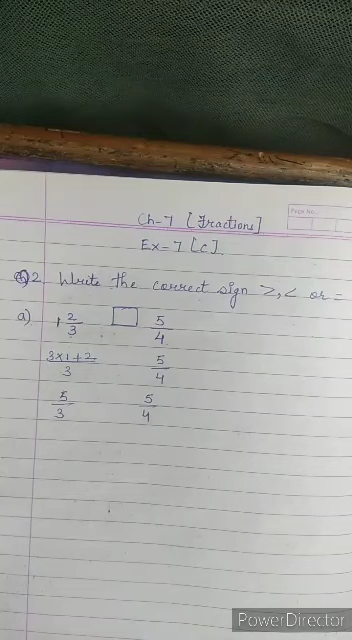 Page No.
Ch-7 [Fractions]
Ex-7 [C]
Q2 Write the correct sign >, < or =
a) 1 2/3 □ 5/4
3×1+2/3 5/4
5/3 5/4
PowerDirector